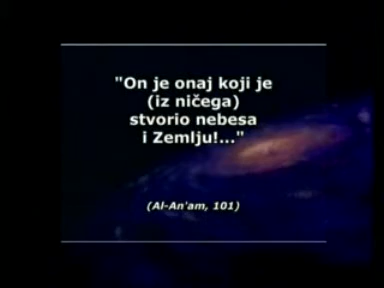 "On je onaj koji je
(iz ničega)
stvorio nebesa
i Zemlju!..."
(Al-An'am, 101)